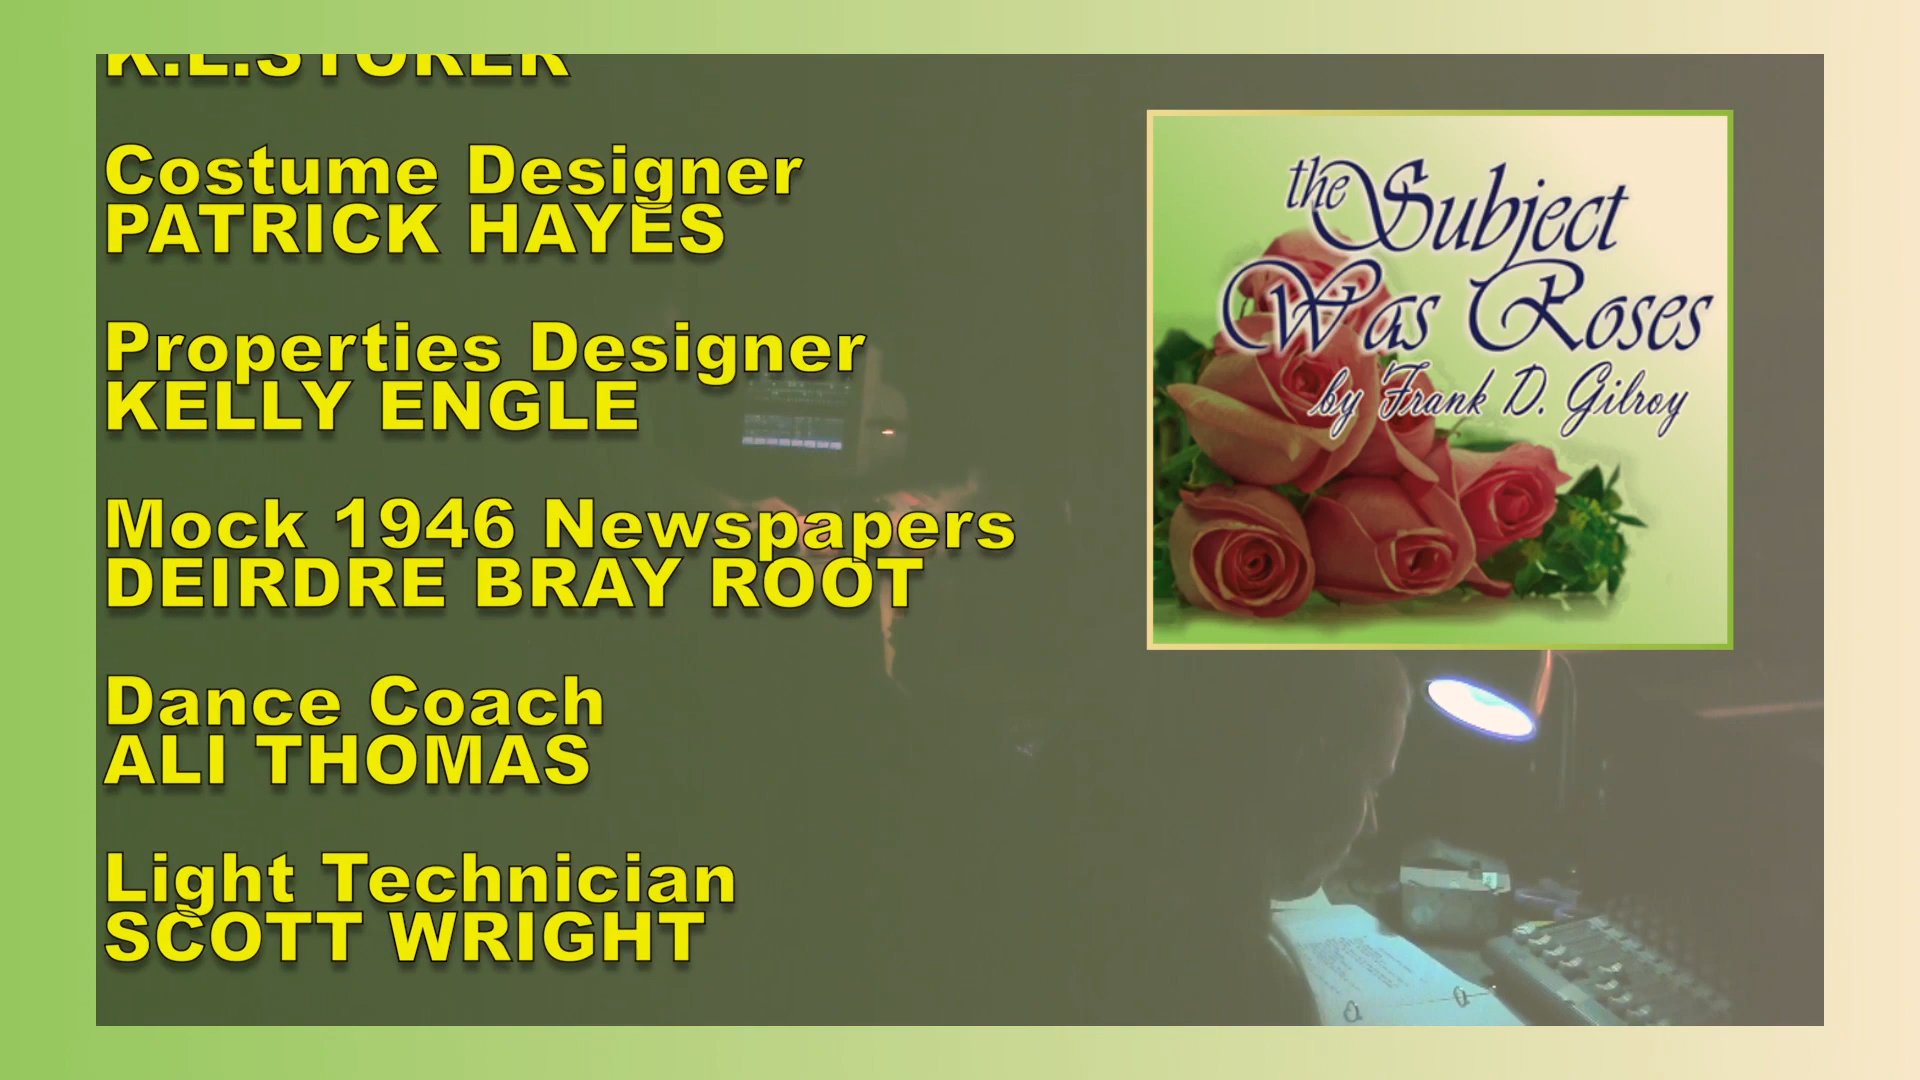 K.L.STORER
Costume Designer
PATRICK HAYES
Properties Designer
KELLY ENGLE
Mock 1946 Newspapers
DEIRDRE BRAY ROOT
Dance Coach
ALI THOMAS
Light Technician
SCOTT WRIGHT
the Subject
Was Roses
by Frank D. Gilroy